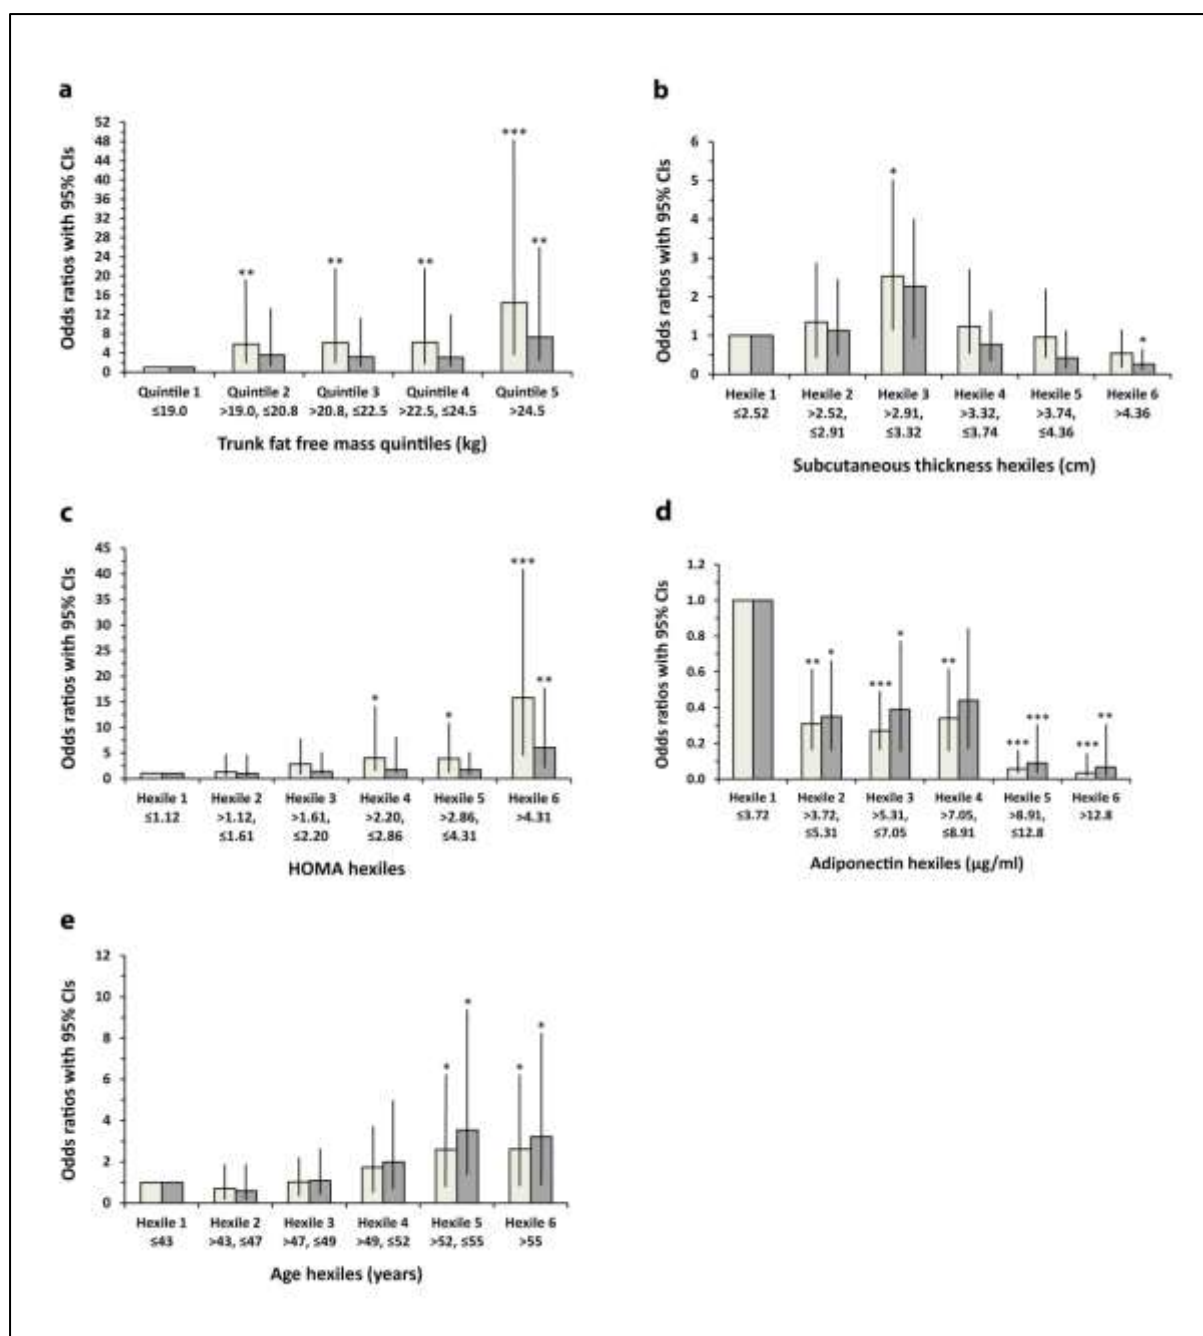 a
Odds ratios with 95% CIs
52
48
44
40
36
32
28
24
20
16
12
8
4
0
** ** ** *** **
Quintile 1 Quintile 2 Quintile 3 Quintile 4 Quintile 5
≤19.0 >19.0, ≤20.8 >20.8, ≤22.5 >22.5, ≤24.5 >24.5
Trunk fat free mass quintiles (kg)
b
Odds ratios with 95% CIs
6
5
4
3
2
1
0
* *
Hexile 1 Hexile 2 Hexile 3 Hexile 4 Hexile 5 Hexile 6
≤2.52 >2.52, >2.91, >3.32, >3.74, >4.36
≤2.91 ≤3.32 ≤3.74 ≤4.36
Subcutaneous thickness hexiles (cm)
c
Odds ratios with 95% CIs
45
40
35
30
25
20
15
10
5
0
* * *** **
Hexile 1 Hexile 2 Hexile 3 Hexile 4 Hexile 5 Hexile 6
≤1.12 >1.12, >1.61, >2.20, >2.86, >4.31
≤1.61 ≤2.20 ≤2.86 ≤4.31
HOMA hexiles
d
Odds ratios with 95% CIs
1.2
1.0
0.8
0.6
0.4
0.2
0.0
** * *** * ** *** *** *** **
Hexile 1 Hexile 2 Hexile 3 Hexile 4 Hexile 5 Hexile 6
≤3.72 >3.72, >5.31, >7.05, >8.91, >12.8
≤5.31 ≤7.05 ≤8.91 ≤12.8
Adiponectin hexiles (µg/ml)
e
Odds ratios with 95% CIs
12
10
8
6
4
2
0
* * * *
Hexile 1 Hexile 2 Hexile 3 Hexile 4 Hexile 5 Hexile 6
≤43 >43, ≤47 >47, ≤49 >49, ≤52 >52, ≤55 >55
Age hexiles (years)